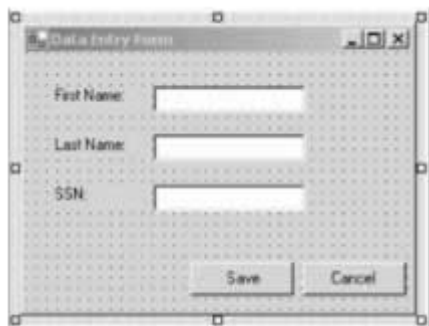 Data Entry Form
First Name:
Last Name:
SSN:
Save Cancel